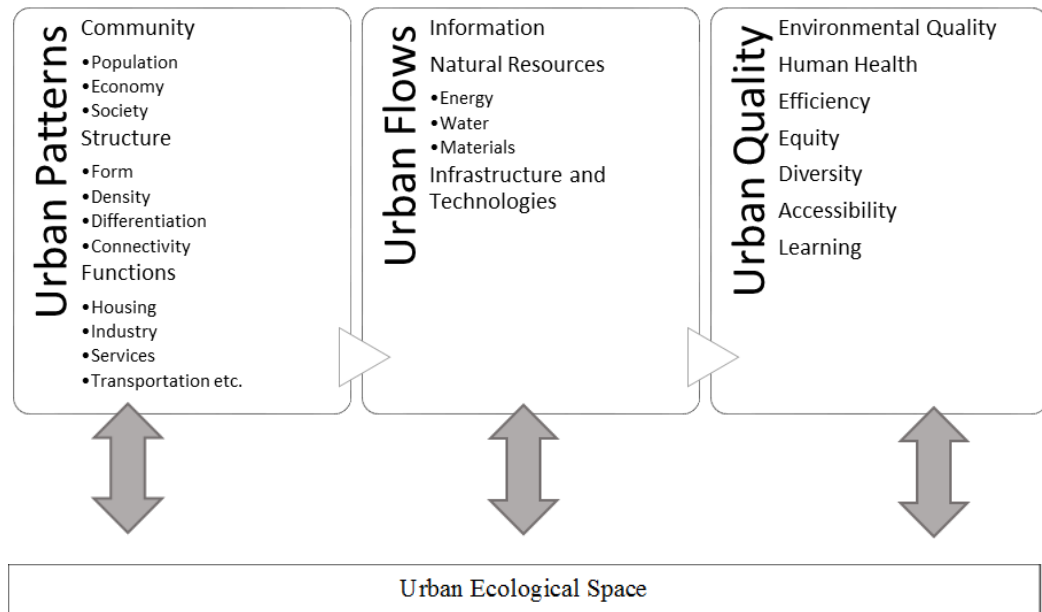 Urban Patterns
Community
•Population
•Economy
•Society
Structure
•Form
•Density
•Differentiation
•Connectivity
Functions
•Housing
•Industry
•Services
•Transportation etc.
Urban Flows
Information
Natural Resources
•Energy
•Water
•Materials
Infrastructure and
Technologies
Urban Quality
Environmental Quality
Human Health
Efficiency
Equity
Diversity
Accessibility
Learning
Urban Ecological Space